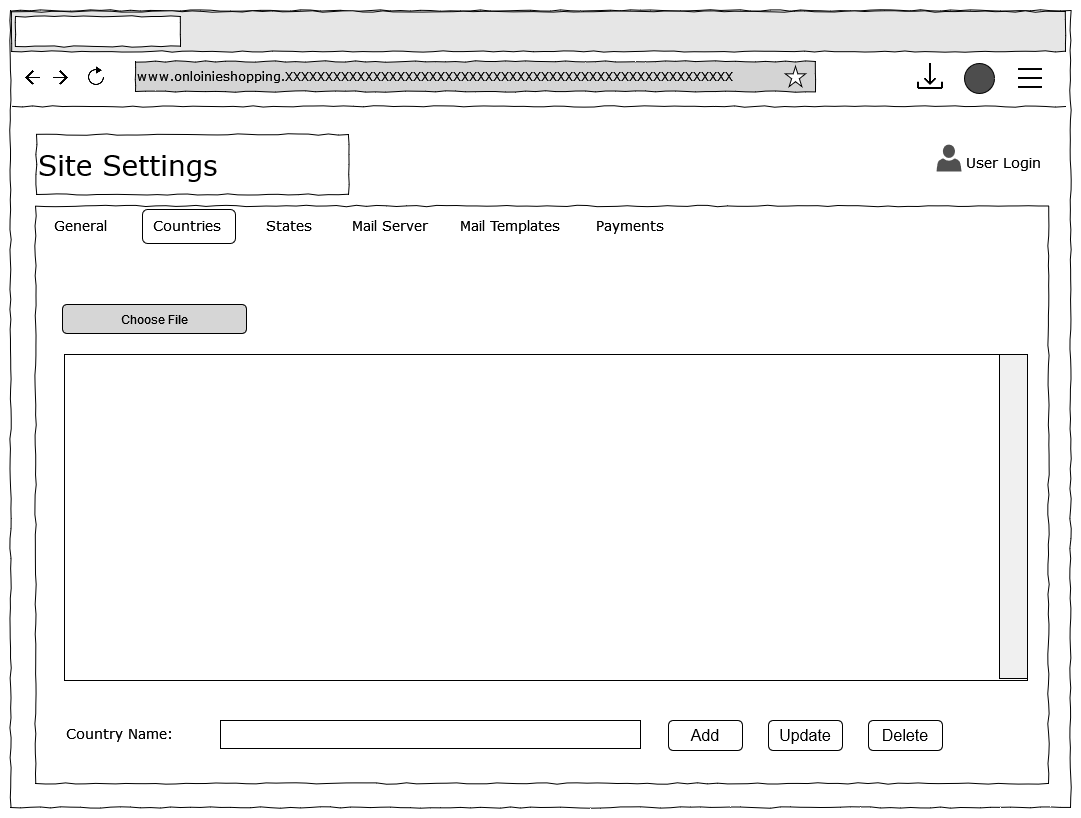 www.onloinieshopping.XXXXXXXXXXXXXXXXXXXXXXXXXXXXXXXXXXXXXXXXXXXXXXXXXXXXXXXX
Site Settings
User Login
General Countries States Mail Server Mail Templates Payments
Choose File
Country Name: Add Update Delete